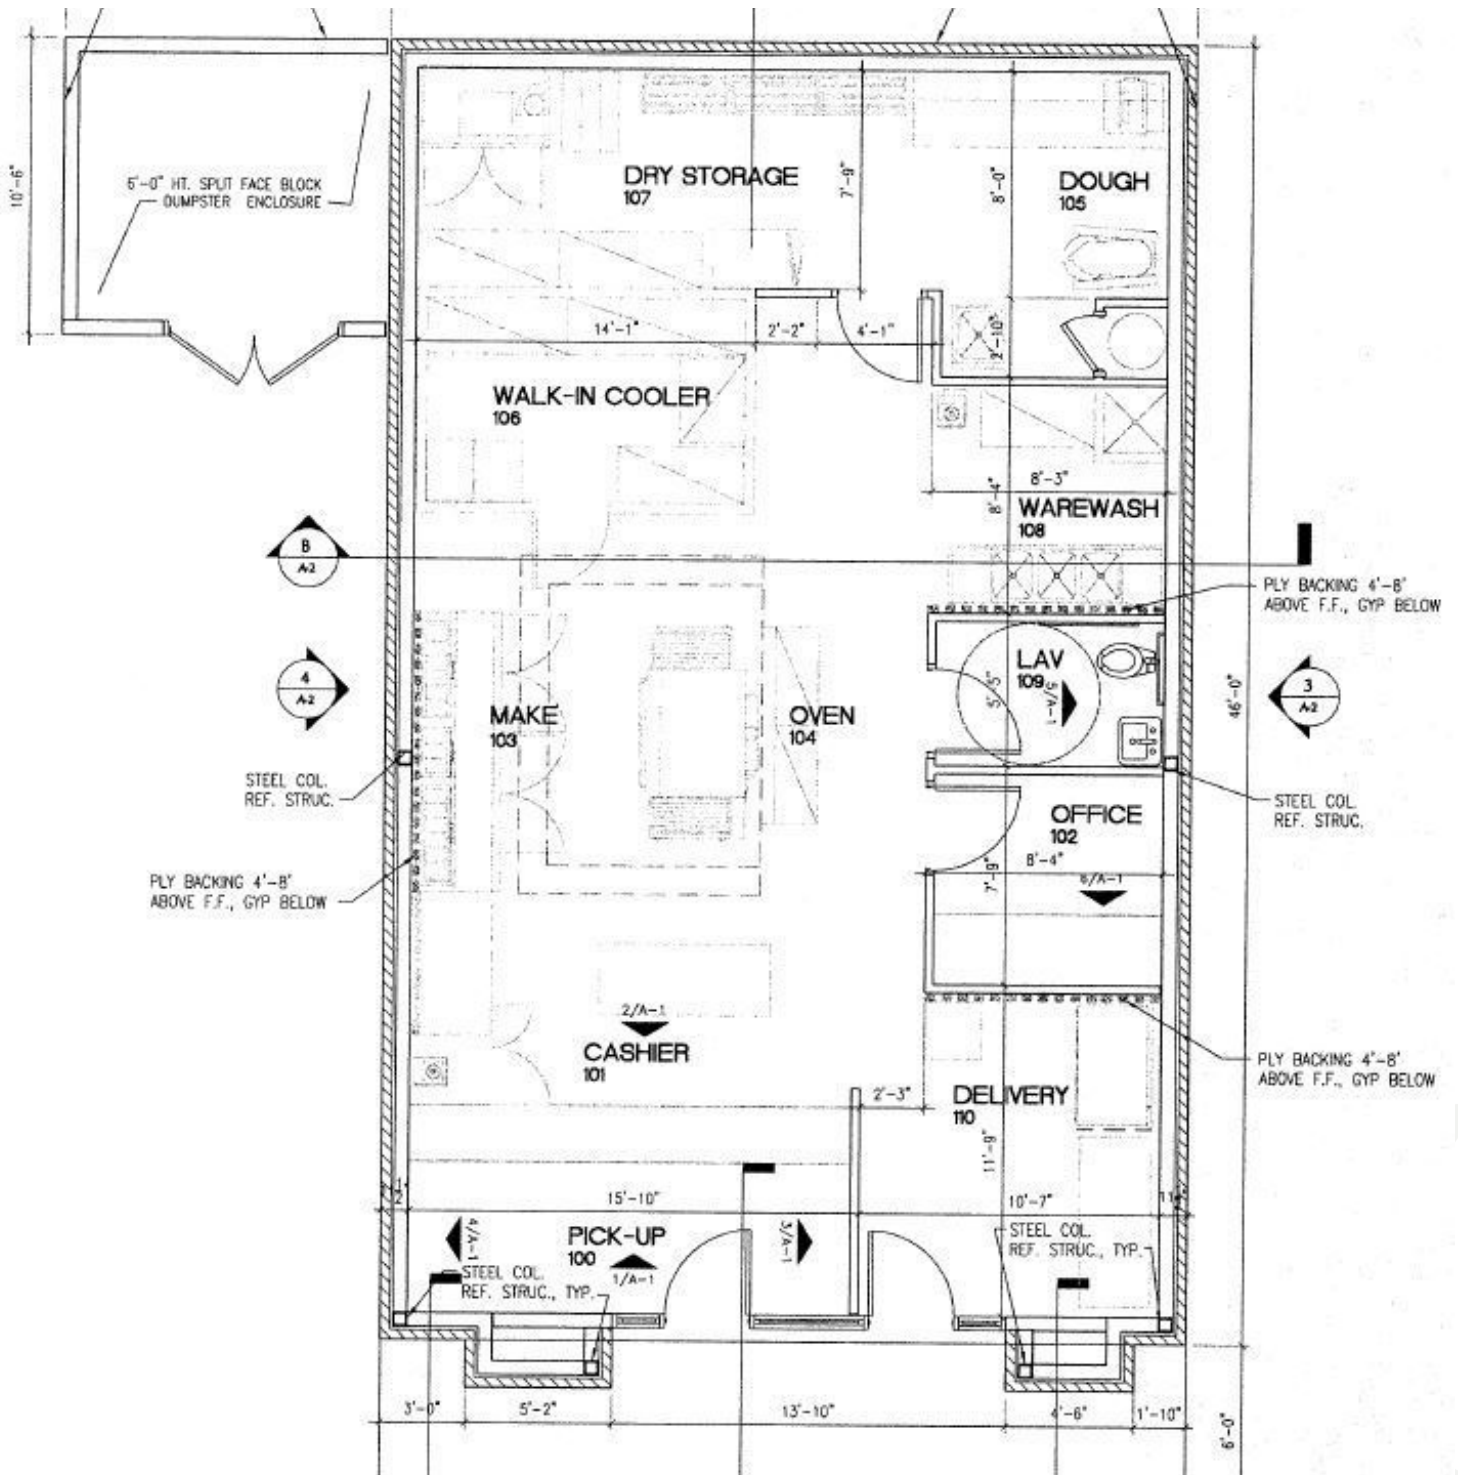 10'-6"
6'-0" HT. SPLIT FACE BLOCK
DUMPSTER ENCLOSURE
DRY STORAGE
107
7'-9"
8'-0"
DOUGH
105
14'-1"
2'-2"
4'-1"
2'-10"
WALK-IN COOLER
106
8'-3"
8'-4"
WAREWASH
108
B
A-2
PLY BACKING 4'-8'
ABOVE F.F., GYP BELOW
LAV
109
5'-5"
5/A-1
4
A-2
3
A-2
46'-0"
MAKE
103
OVEN
104
STEEL COL.
REF. STRUC.
STEEL COL.
REF. STRUC.
OFFICE
102
8'-4"
7'-9"
6/A-1
PLY BACKING 4'-8'
ABOVE F.F., GYP BELOW
2/A-1
CASHIER
101
PLY BACKING 4'-8'
ABOVE F.F., GYP BELOW
2'-3"
DELIVERY
110
11'-9"
15'-10"
10'-7"
11
4/A-1
PICK-UP
100
1/A-1
3/A-1
STEEL COL.
REF. STRUC., TYP.
STEEL COL.
REF. STRUC., TYP.
3'-0"
5'-2"
13'-10"
4'-6"
1'-10"
6'-0"